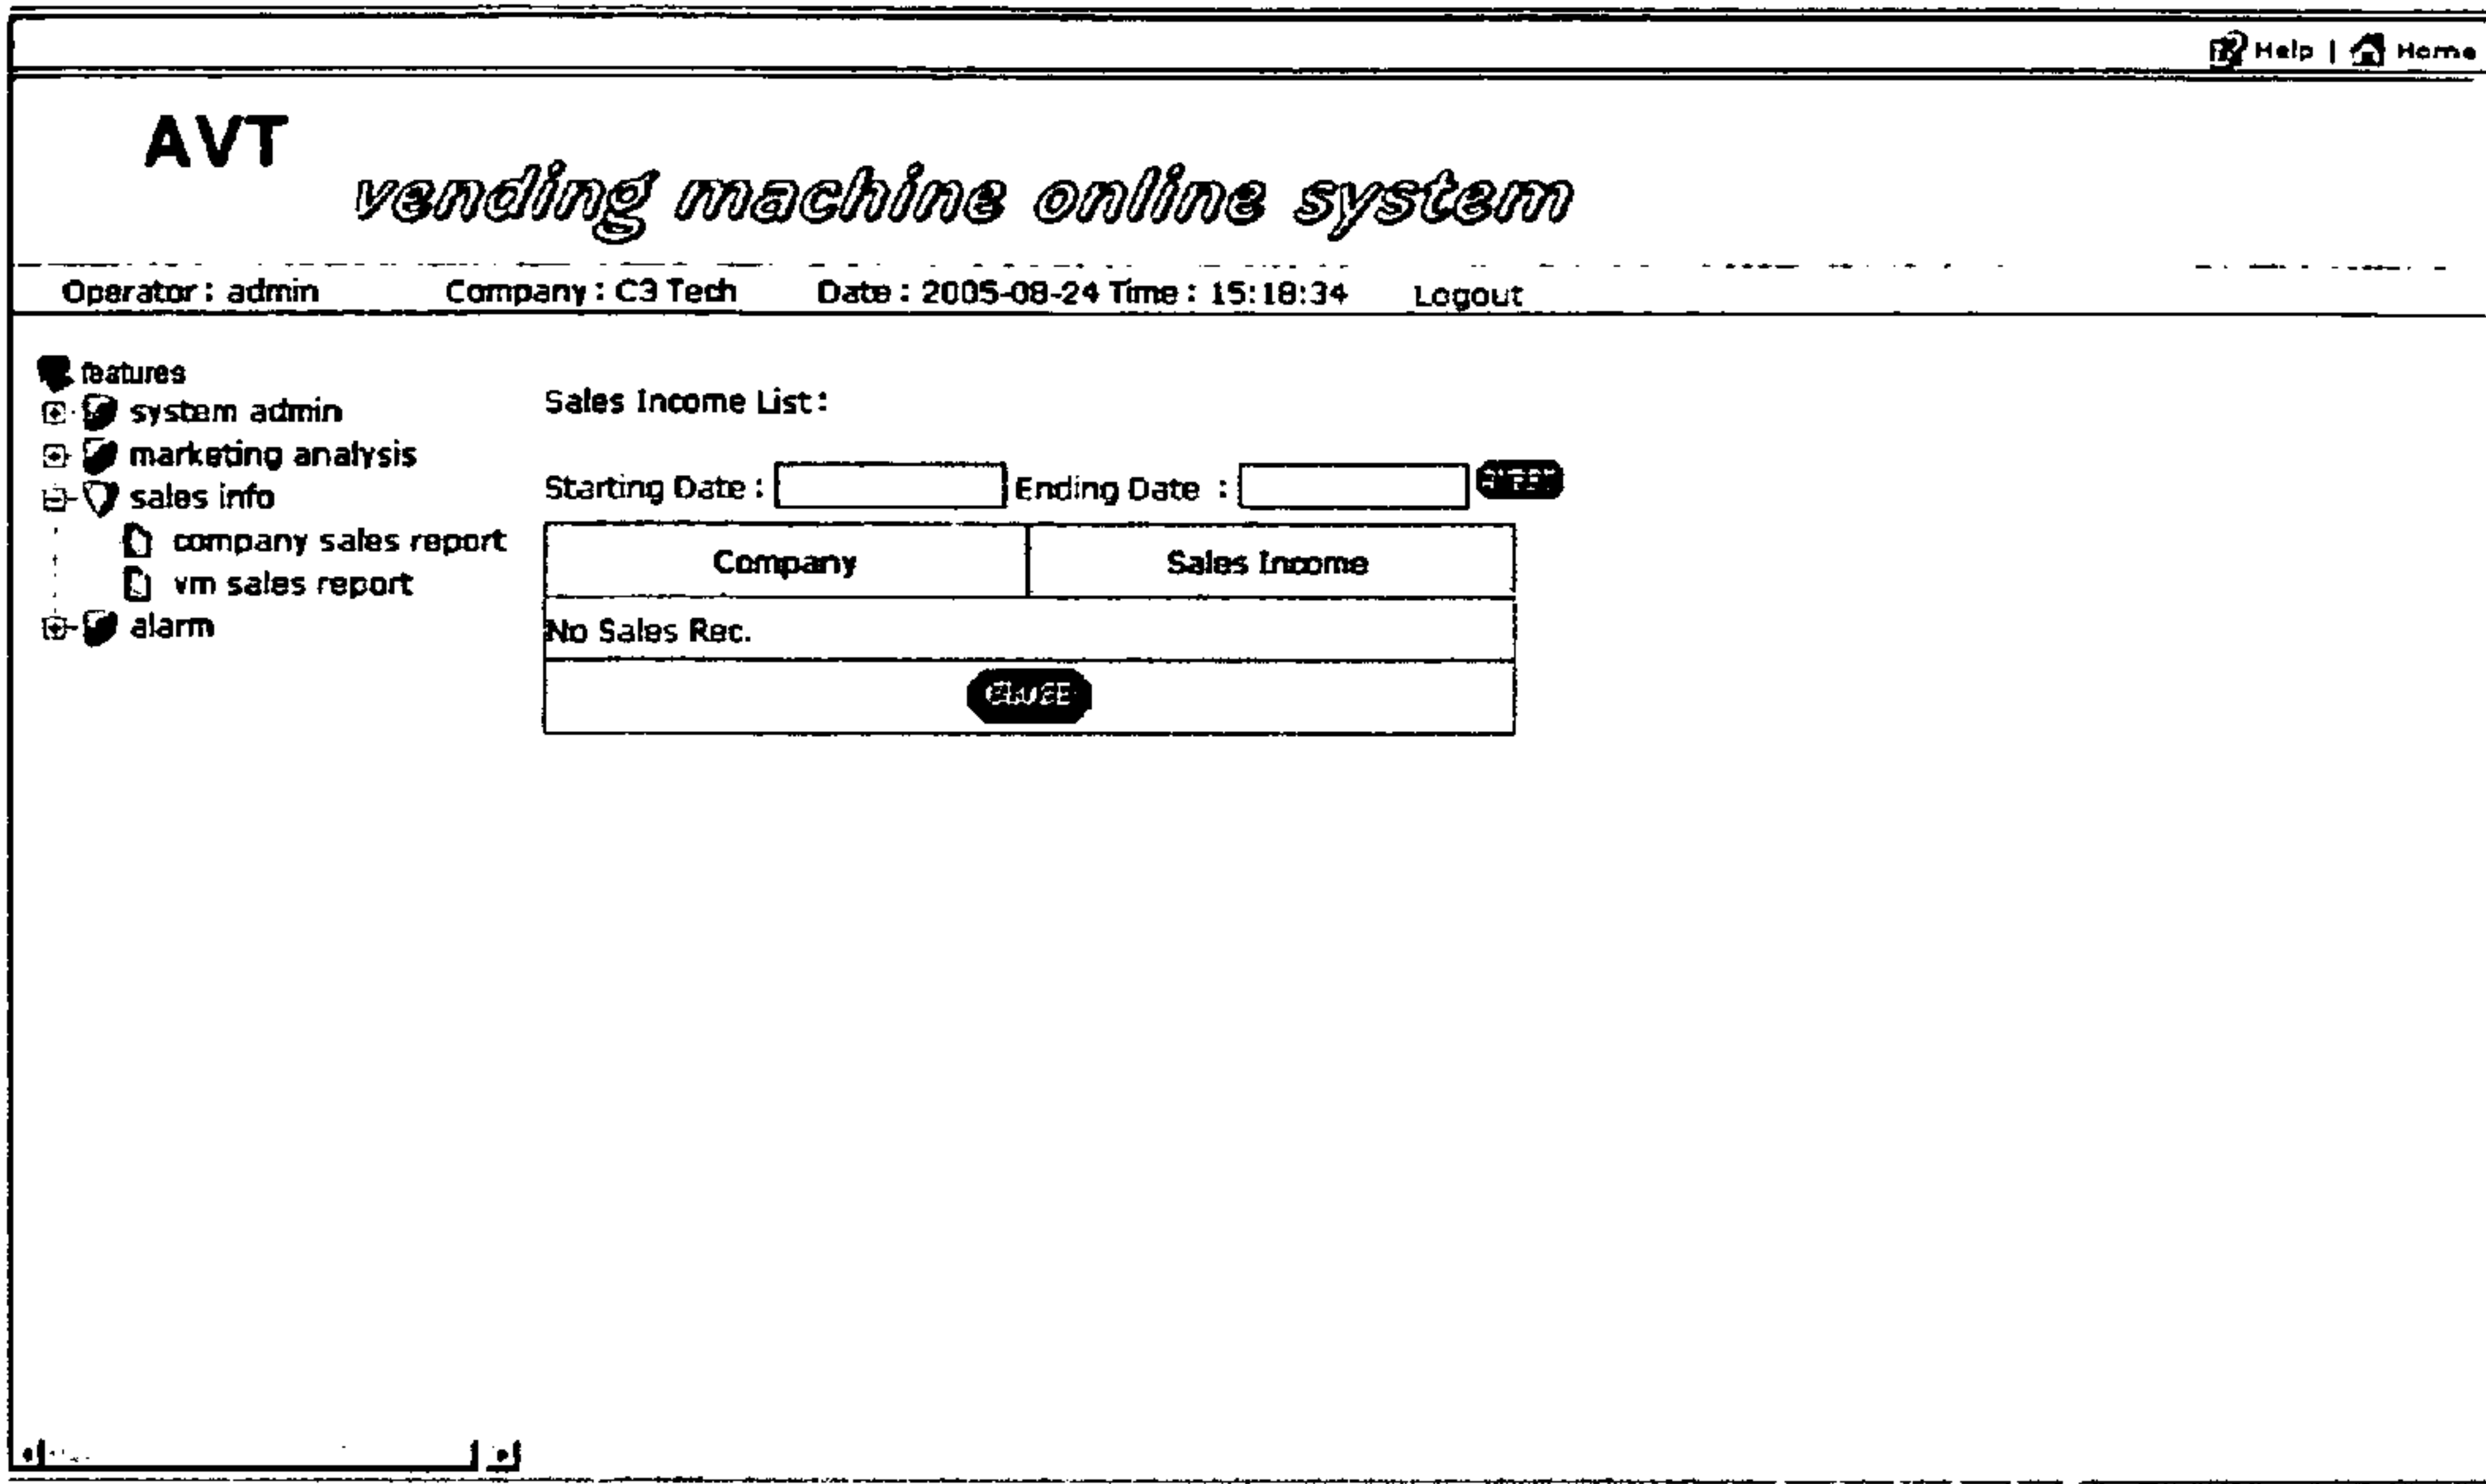 Help | Home
AVT
vending machine online system
Operator : admin Company : C3 Tech Date : 2005-08-24 Time : 15:18:34 Logout
features
system admin
marketing analysis
sales info
company sales report
vm sales report
alarm
Sales Income List :
Starting Date : Ending Date :
Company Sales Income
No Sales Rec.